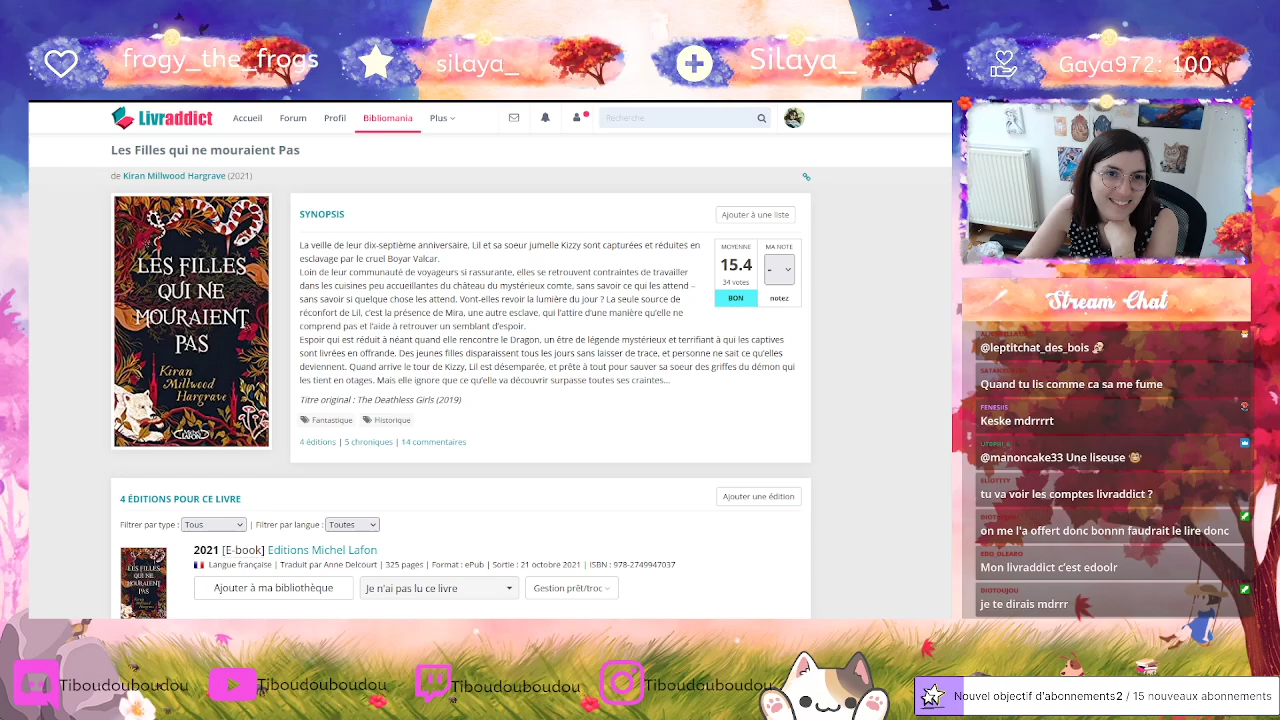 frogy_the_frogs
silaya_
Silaya_
Gaya972: 100
Livraddict
Accueil
Forum
Profil
Bibliomania
Plus
Recherche
Les Filles qui ne mouraient Pas
de Kiran Millwood Hargrave (2021)
LES FILLES
QUI NE
MOURAIENT
PAS
Kiran
Millwood
Hargrave
SYNOPSIS
Ajouter à une liste
La veille de leur dix-septième anniversaire, Lil et sa soeur jumelle Kizzy sont capturées et réduites en
esclavage par le cruel Boyar Valcar.
Loin de leur communauté de voyageurs si rassurante, elles se retrouvent contraintes de travailler
dans les cuisines peu accueillantes du château du mystérieux comte, sans savoir ce qui les attend –
sans savoir si quelque chose les attend. Vont-elles revoir la lumière du jour ? La seule source de
réconfort de Lil, c'est la présence de Mira, une autre esclave, qui l'attire d'une manière qu'elle ne
comprend pas et l'aide à retrouver un semblant d'espoir.
Espoir qui est réduit à néant quand elle rencontre le Dragon, un être de légende mystérieux et terrifiant à qui les captives
sont livrées en offrande. Des jeunes filles disparaissent tous les jours sans laisser de trace, et personne ne sait ce qu'elles
deviennent. Quand arrive le tour de Kizzy, Lil est désemparée, et prête à tout pour sauver sa soeur des griffes du démon qui
les tient en otages. Mais elle ignore que ce qu'elle va découvrir surpasse toutes ses craintes...
Titre original : The Deathless Girls (2019)
Fantastique
Historique
4 éditions | 5 chroniques | 14 commentaires
MOYENNE
15.4
34 votes
BON
MA NOTE
-
notez
4 ÉDITIONS POUR CE LIVRE
Ajouter une édition
Filtrer par type : Tous | Filtrer par langue : Toutes
2021 [E-book] Editions Michel Lafon
Langue française | Traduit par Anne Delcourt | 325 pages | Format : ePub | Sortie : 21 octobre 2021 | ISBN : 978-2749947037
Ajouter à ma bibliothèque
Je n'ai pas lu ce livre
Gestion prêt/troc
LES FILLES
QUI NE
MOURAIENT
PAS
Stream Chat
@leptitchat_des_bois
Quand tu lis comme ca sa me fume
FENESIIS
Keske mdrrrrt
@manoncake33 Une liseuse
ELIOTTTY
tu va voir les comptes livraddict ?
DIOTOUJOU
on me l'a offert donc bonnn faudrait le lire donc
EDO_OLEARO
Mon livraddict c'est edoolr
DIOTOUJOU
je te dirais mdrrr
Tiboudouboudou
Tiboudouboudou
Tiboudouboudou
Tiboudouboudou
Nouvel objectif d'abonnements2 / 15 nouveaux abonnements